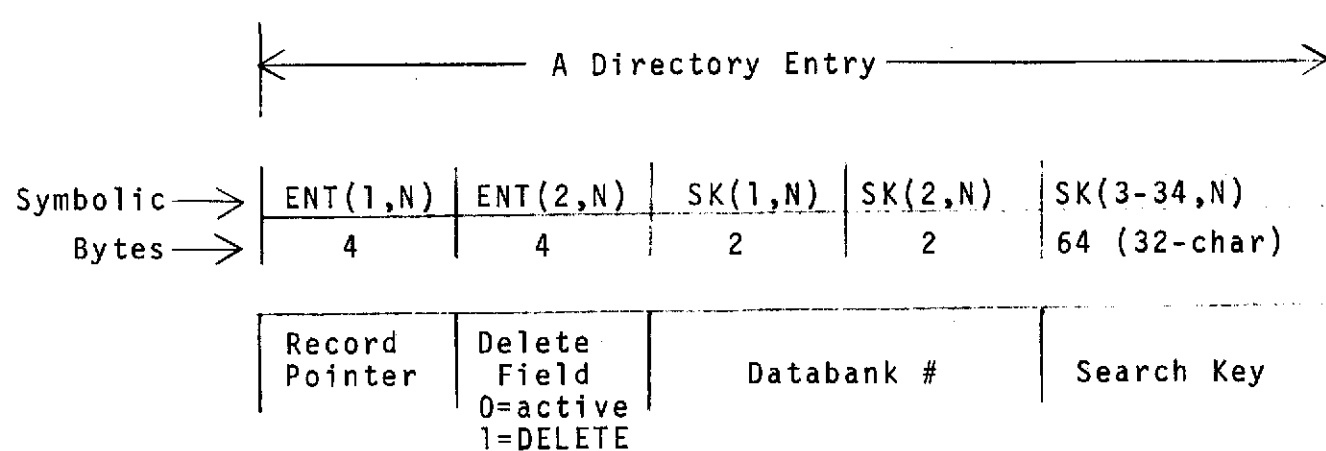 A Directory Entry
Symbolic ENT(1,N) ENT(2,N) SK(1,N) SK(2,N) SK(3-34,N)
Bytes 4 4 2 2 64 (32-char)
Record Pointer
Delete Field 0=active 1=DELETE
Databank #
Search Key